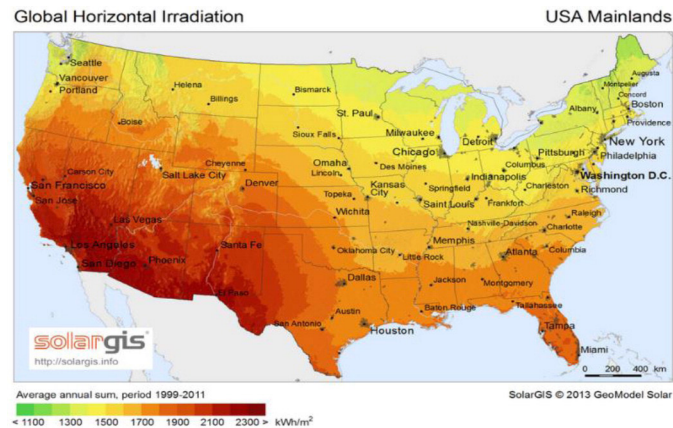 Global Horizontal Irradiation
USA Mainlands
Seattle
Vancouver
Portland
Helena
Billings
Bismarck
Boise
St. Paul
Augusta
Montpelier
Concord
Albany
Boston
Providence
Sioux Falls
Milwaukee
Detroit
Chicago
New York
Pittsburgh
Philadelphia
Carson City
Salt Lake City
Cheyenne
Omaha
Lincoln
Des Moines
Columbus
Indianapolis
Washington D.C.
San Francisco
San Jose
Denver
Topeka
Kansas
City
Springfield
Saint Louis
Frankfort
Charleston
Richmond
Las Vegas
Wichita
Nashville-Davidson
Raleigh
Charlotte
Los Angeles
Santa Fe
Oklahoma City
Memphis
Little Rock
Atlanta
Columbia
San Diego
Phoenix
El Paso
Dallas
Jackson
Montgomery
Austin
Baton Rouge
Tallahassee
San Antonio
Houston
Tampa
Miami
solargis
http://solargis.info
0 200 400 km
Average annual sum, period 1999-2011
SolarGIS © 2013 GeoModel Solar
< 1100 1300 1500 1700 1900 2100 2300 > kWh/m²